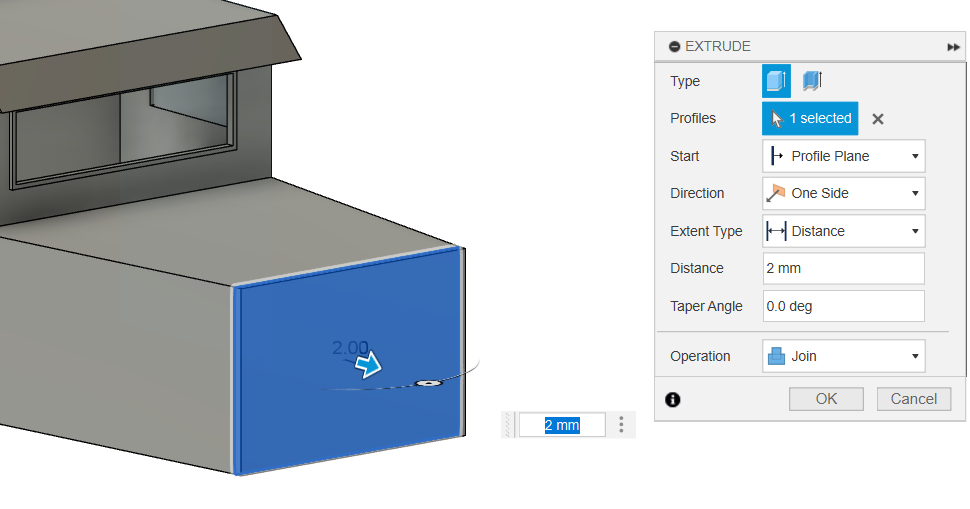 EXTRUDE
Type
Profiles 1 selected
Start Profile Plane
Direction One Side
Extent Type Distance
Distance 2 mm
Taper Angle 0.0 deg
Operation Join
OK Cancel
2.00
2 mm